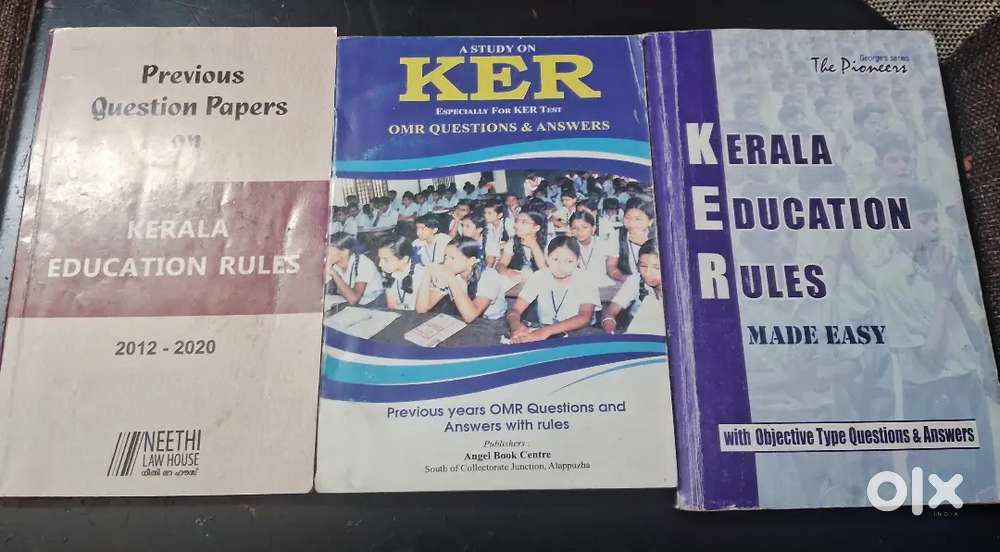 Previous
Question Papers
on
KERALA
EDUCATION RULES
2012 - 2020
NEETHI
LAW HOUSE
നീതി ലാ ഹൗസ്
A STUDY ON
KER
ESPECIALLY FOR KER TEST
OMR QUESTIONS & ANSWERS
Previous years OMR Questions and
Answers with rules
Publishers :
Angel Book Centre
South of Collectorate Junction, Alappuzha
George's series
The Pioneers
KERALA
EDUCATION
RULES
MADE EASY
with Objective Type Questions & Answers
olx
INDIA